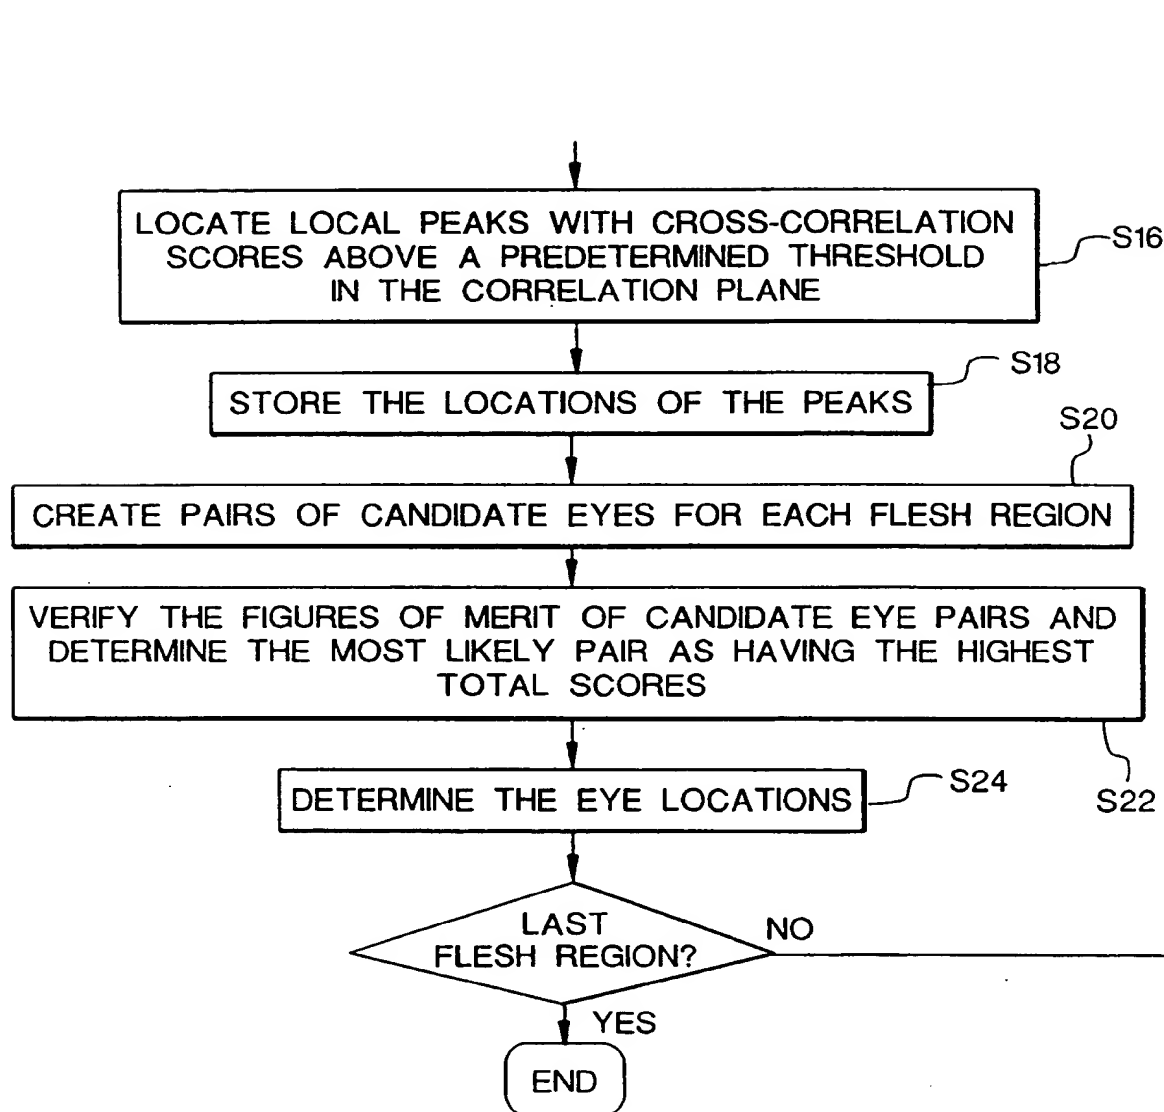 LOCATE LOCAL PEAKS WITH CROSS-CORRELATION
SCORES ABOVE A PREDETERMINED THRESHOLD
IN THE CORRELATION PLANE
S16
STORE THE LOCATIONS OF THE PEAKS
S18
S20
CREATE PAIRS OF CANDIDATE EYES FOR EACH FLESH REGION
VERIFY THE FIGURES OF MERIT OF CANDIDATE EYE PAIRS AND
DETERMINE THE MOST LIKELY PAIR AS HAVING THE HIGHEST
TOTAL SCORES
S22
DETERMINE THE EYE LOCATIONS
S24
LAST
FLESH REGION?
NO
YES
END